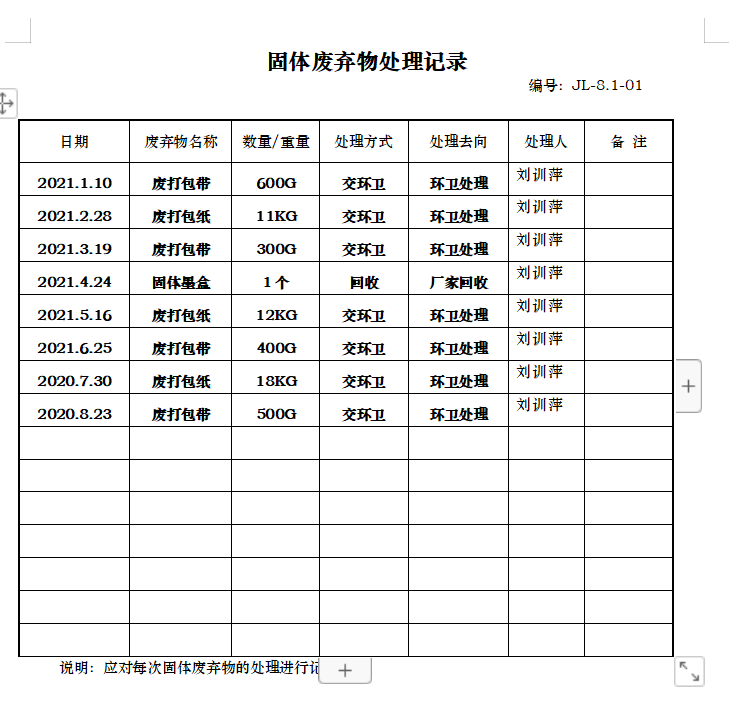 固体废弃物处理记录
编号：JL-8.1-01
日期 废弃物名称 数量/重量 处理方式 处理去向 处理人 备 注
2021.1.10 废打包带 600G 交环卫 环卫处理 刘训萍
2021.2.28 废打包纸 11KG 交环卫 环卫处理 刘训萍
2021.3.19 废打包带 300G 交环卫 环卫处理 刘训萍
2021.4.24 固体墨盒 1个 回收 厂家回收 刘训萍
2021.5.16 废打包纸 12KG 交环卫 环卫处理 刘训萍
2021.6.25 废打包带 400G 交环卫 环卫处理 刘训萍
2020.7.30 废打包纸 18KG 交环卫 环卫处理 刘训萍
2020.8.23 废打包带 500G 交环卫 环卫处理 刘训萍
说明：应对每次固体废弃物的处理进行记